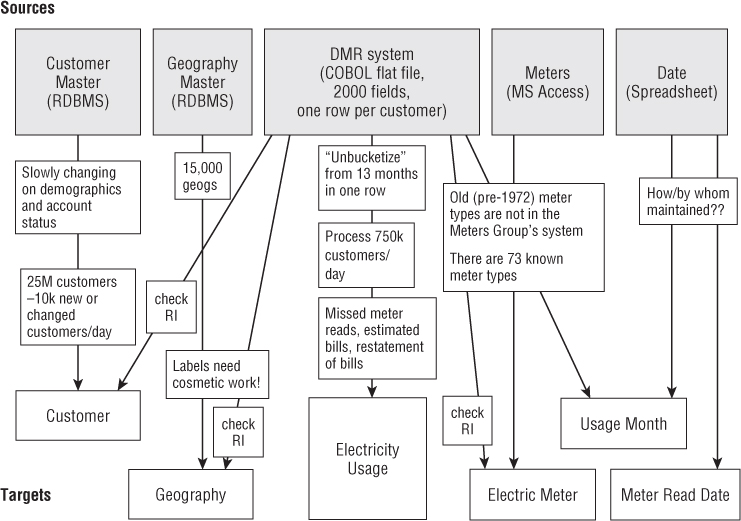 Sources
Customer
Master
(RDBMS)
Geography
Master
(RDBMS)
DMR system
(COBOL flat file,
2000 fields,
one row per customer)
Meters
(MS Access)
Date
(Spreadsheet)
Slowly changing
on demographics
and account
status
15,000
geogs
“Unbucketize”
from 13 months
in one row
Old (pre-1972) meter
types are not in the
Meters Group’s system
There are 73 known
meter types
How/by whom
maintained??
Process 750k
customers/
day
25M customers
–10k new or
changed
customers/day
check
RI
Missed meter
reads, estimated
bills, restatement
of bills
Labels need
cosmetic work!
check
RI
check
RI
Customer
Electricity
Usage
Usage Month
Targets
Geography
Electric Meter
Meter Read Date